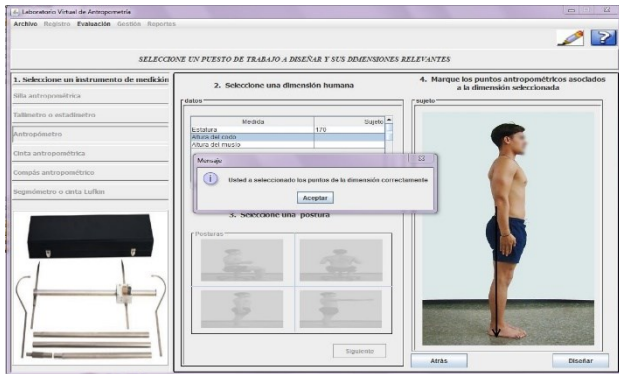 Laboratorio Virtual de Antropometría
Archivo Registro Evaluación Gestión Reportes
SELECCIONE UN PUESTO DE TRABAJO A DISEÑAR Y SUS DIMENSIONES RELEVANTES
1. Seleccione un instrumento de medición
Silla antropométrica
Tallímetro o estadímetro
Antropómetro
Cinta antropométrica
Compás antropométrico
Segmómetro o cinta Lufkin
2. Seleccione una dimensión humana
datos
Medida Sujeto
Estatura 170
Altura del codo
Altura del muslo
Mensaje
Usted a seleccionado los puntos de la dimensión correctamente
Aceptar
3. Seleccione una postura
Posturas
Siguiente
4. Marque los puntos antropométricos asociados
a la dimensión seleccionada
sujeto
Atrás Diseñar